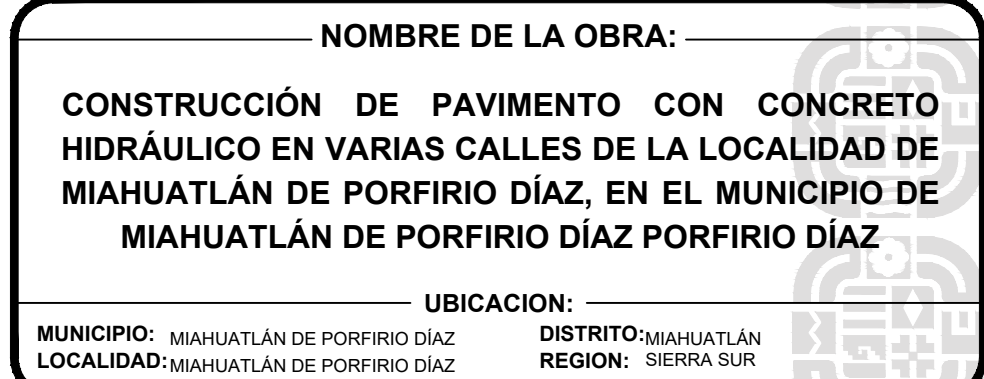 NOMBRE DE LA OBRA:
CONSTRUCCIÓN DE PAVIMENTO CON CONCRETO
HIDRÁULICO EN VARIAS CALLES DE LA LOCALIDAD DE
MIAHUATLÁN DE PORFIRIO DÍAZ, EN EL MUNICIPIO DE
MIAHUATLÁN DE PORFIRIO DÍAZ PORFIRIO DÍAZ
UBICACION:
MUNICIPIO: MIAHUATLÁN DE PORFIRIO DÍAZ DISTRITO: MIAHUATLÁN
LOCALIDAD: MIAHUATLÁN DE PORFIRIO DÍAZ REGION: SIERRA SUR